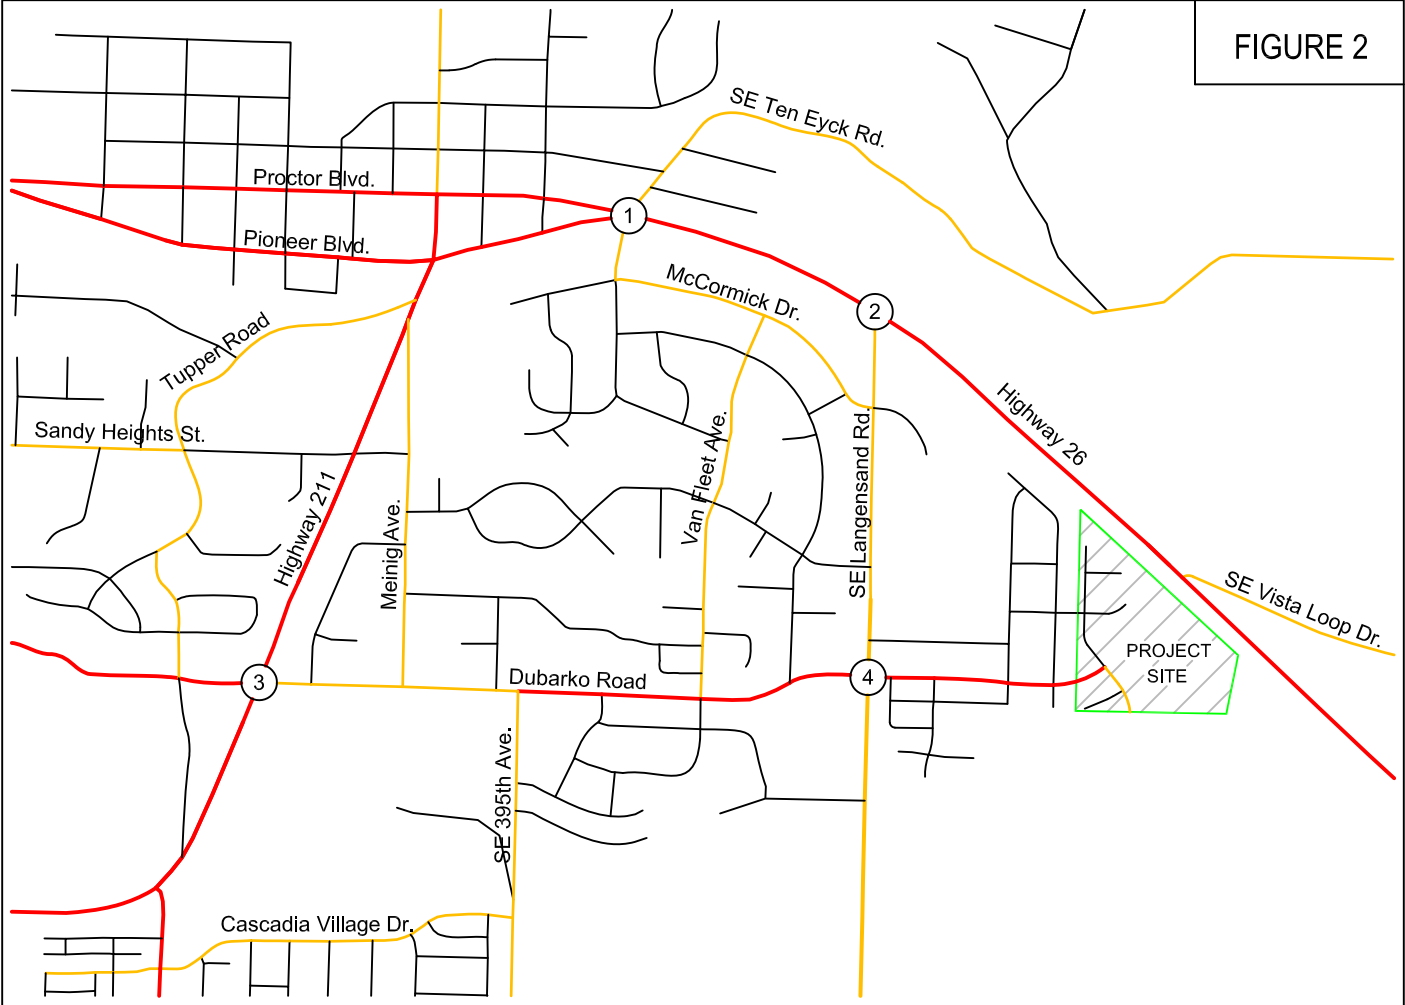 FIGURE 2
SE Ten Eyck Rd.
Proctor Blvd.
1
Pioneer Blvd.
McCormick Dr.
2
Tupper Road
Highway 26
Sandy Heights St.
Van Fleet Ave.
SE Langensand Rd.
Highway 211
Meinig Ave.
SE Vista Loop Dr.
PROJECT
SITE
3
Dubarko Road
4
SE 395th Ave.
Cascadia Village Dr.